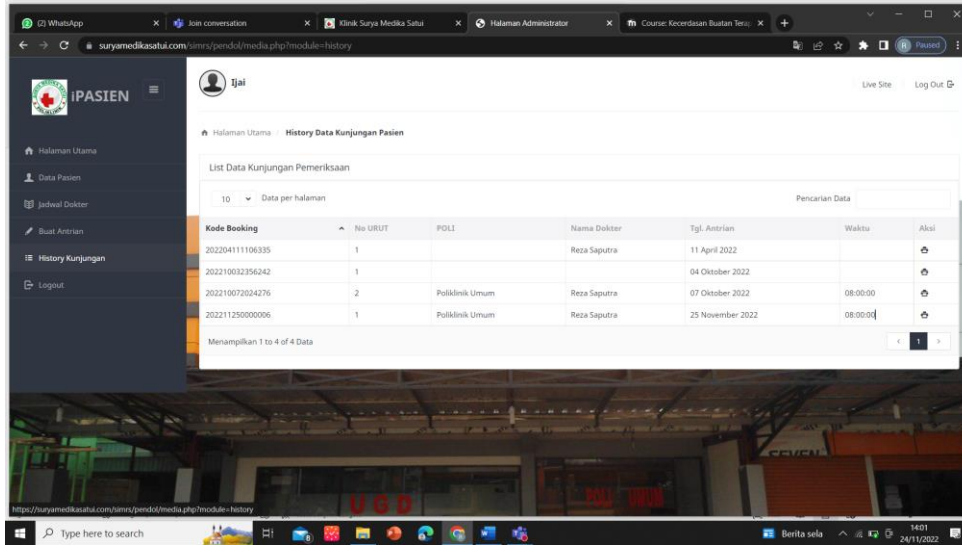 (2) WhatsApp
Join conversation
Klinik Surya Medika Satui
Halaman Administrator
Course: Kecerdasan Buatan Terap
suryamedikasatui.com/simrs/pendol/media.php?module=history
R Paused
iPASIEN
Ijai
Live Site
Log Out
Halaman Utama
Data Pasien
Jadwal Dokter
Buat Antrian
History Kunjungan
Logout
Halaman Utama / History Data Kunjungan Pasien
List Data Kunjungan Pemeriksaan
10 Data per halaman
Pencarian Data
Kode Booking No URUT POLI Nama Dokter Tgl. Antrian Waktu Aksi
202204111106335 1 Reza Saputra 11 April 2022
202210032356242 1 04 Oktober 2022
202210072024276 2 Poliklinik Umum Reza Saputra 07 Oktober 2022 08:00:00
202211250000006 1 Poliklinik Umum Reza Saputra 25 November 2022 08:00:00
Menampilkan 1 to 4 of 4 Data
1
UGD
POLI UMUM
https://suryamedikasatui.com/simrs/pendol/media.php?module=history
Type here to search
Berita sela
14:01
24/11/2022